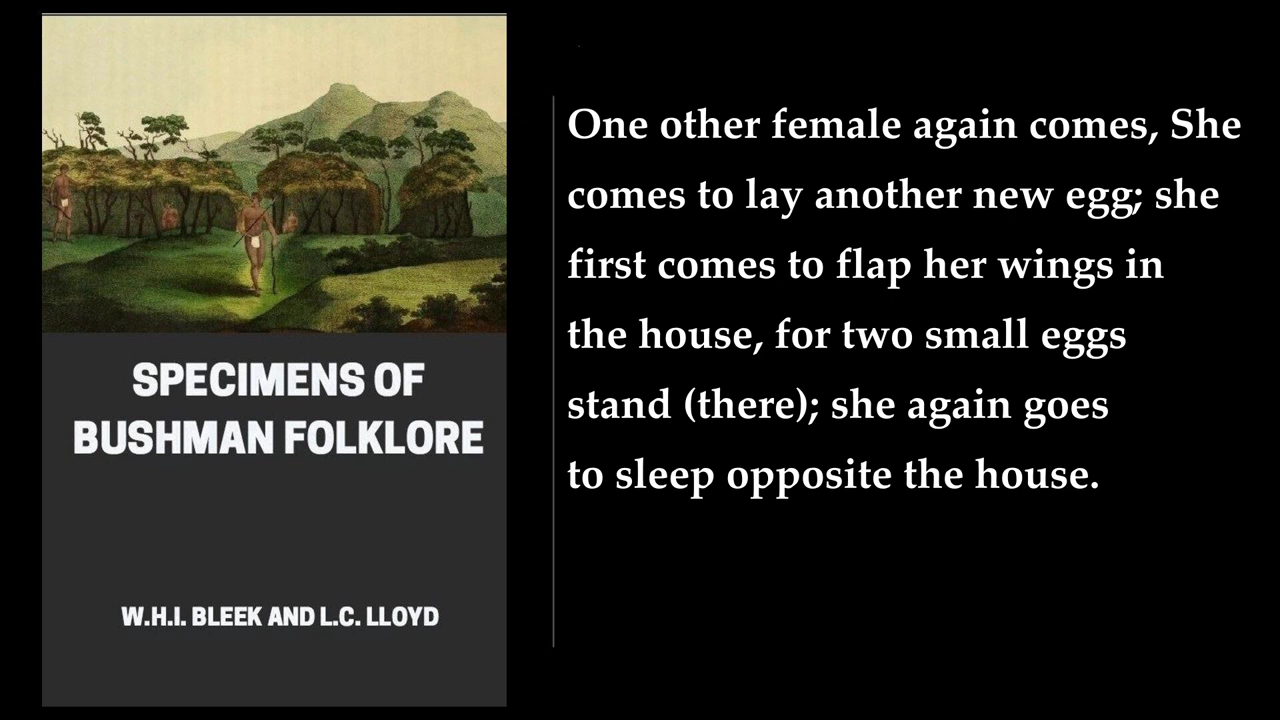 SPECIMENS OF
BUSHMAN FOLKLORE
W.H.I. BLEEK AND L.C. LLOYD
One other female again comes, She
comes to lay another new egg; she
first comes to flap her wings in
the house, for two small eggs
stand (there); she again goes
to sleep opposite the house.